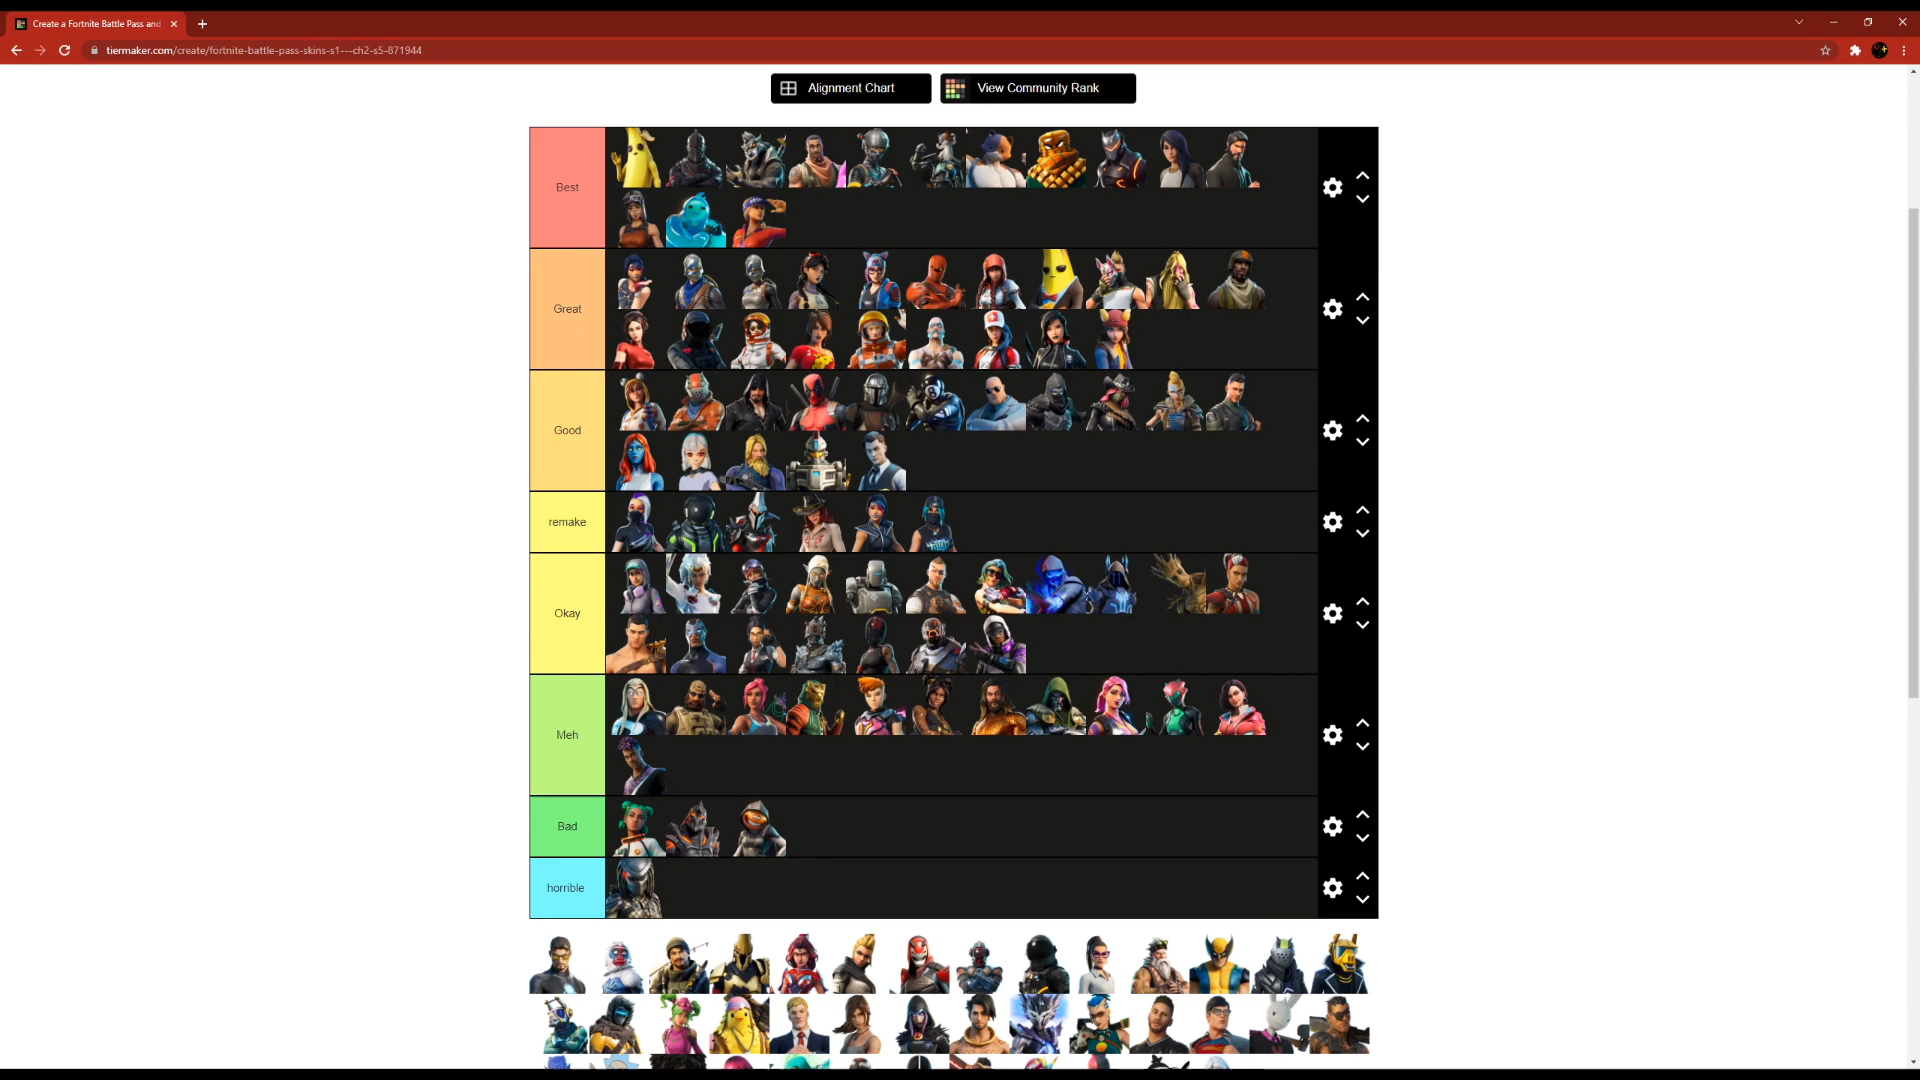 Create a Fortnite Battle Pass and
tiermaker.com/create/fortnite-battle-pass-skins-s1---ch2-s5-871944
Alignment Chart
View Community Rank
Best
Great
Good
remake
Okay
Meh
Bad
horrible